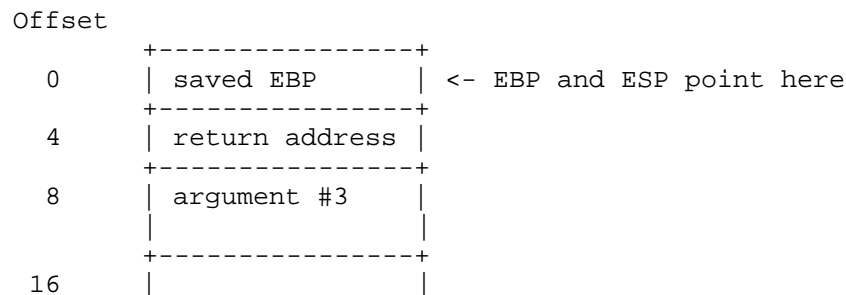 Offset
+----------------+
0 | saved EBP | <- EBP and ESP point here
+----------------+
4 | return address |
+----------------+
8 | argument #3 |
| |
+----------------+
16 | |